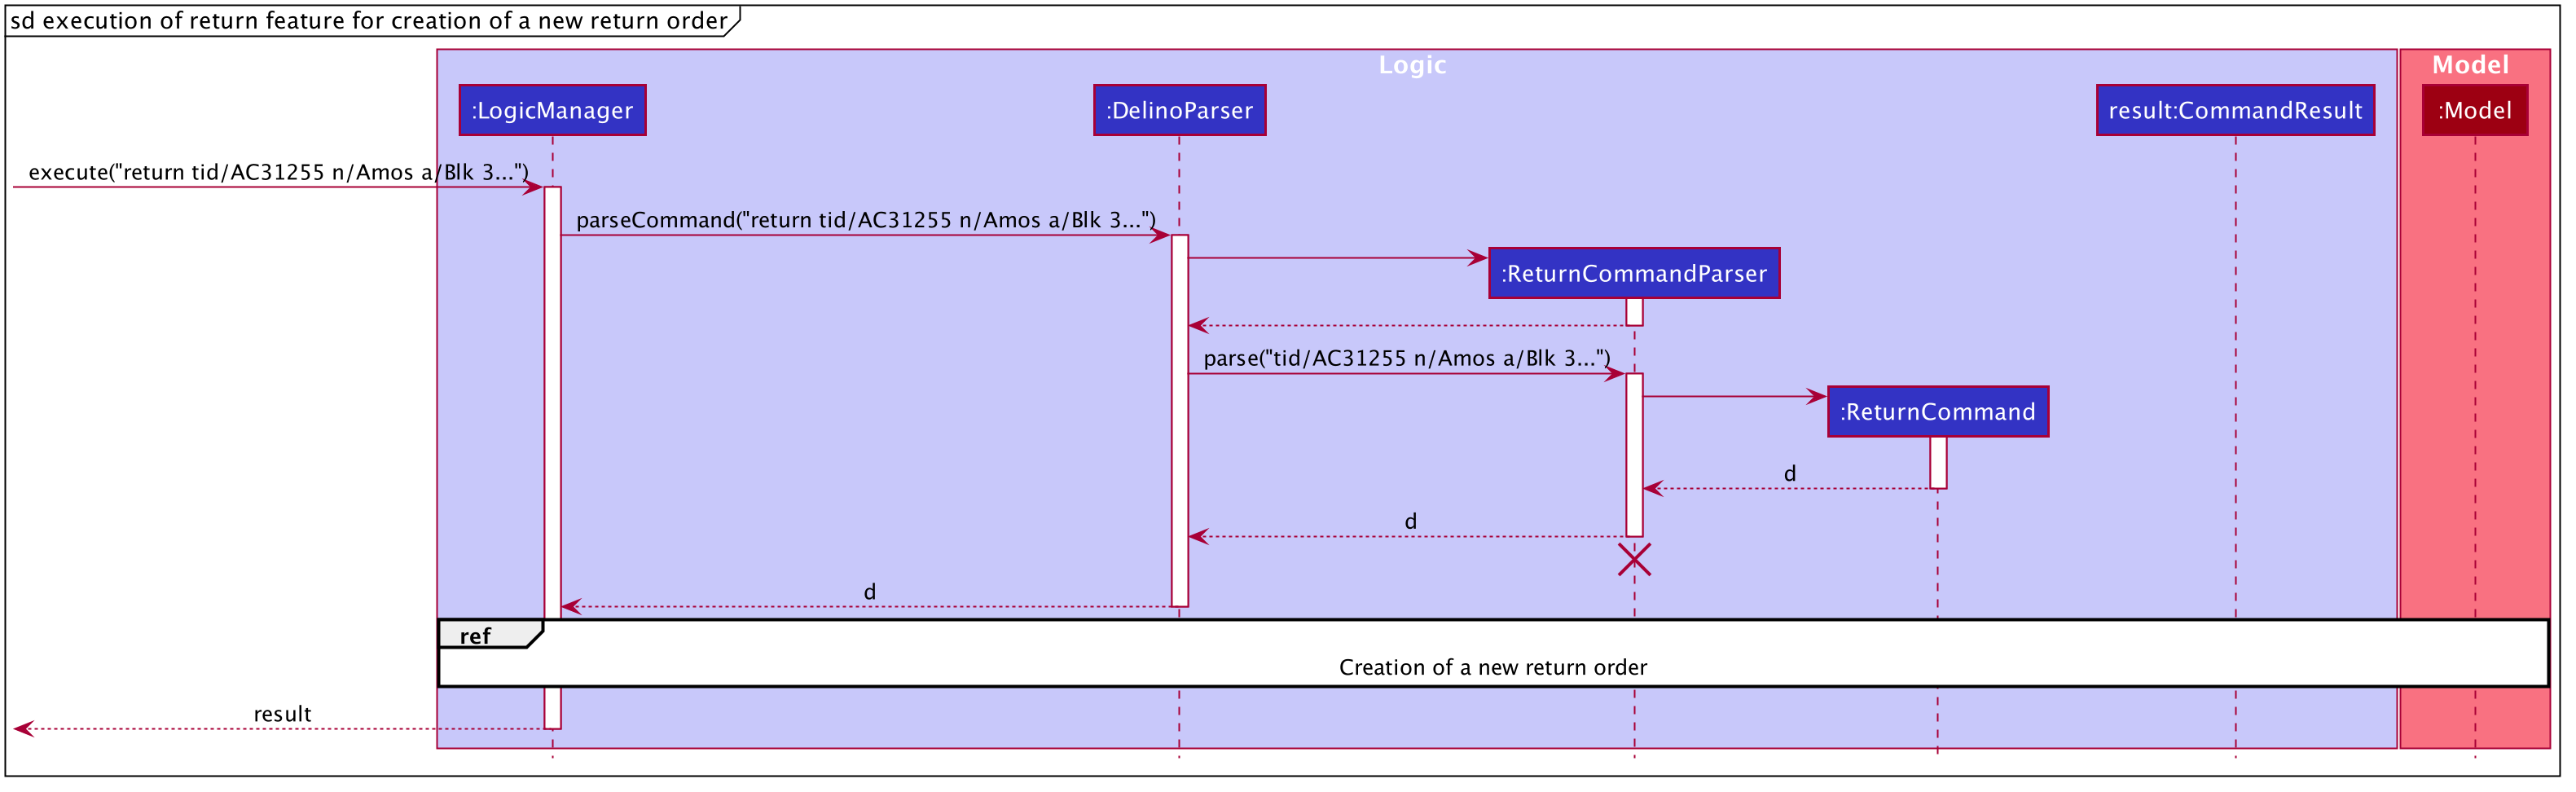 sd execution of return feature for creation of a new return order
Logic
Model
:LogicManager
:DelinoParser
result:CommandResult
:Model
execute("return tid/AC31255 n/Amos a/Blk 3...")
parseCommand("return tid/AC31255 n/Amos a/Blk 3...")
:ReturnCommandParser
parse("tid/AC31255 n/Amos a/Blk 3...")
:ReturnCommand
d
d
d
ref
Creation of a new return order
result